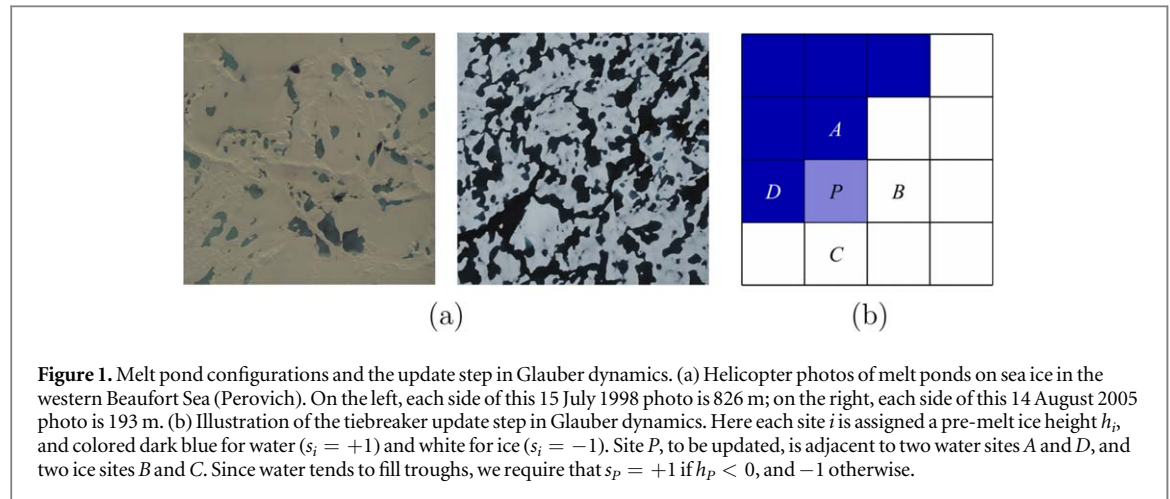 A
D P B
C
(a) (b)
Figure 1. Melt pond configurations and the update step in Glauber dynamics. (a) Helicopter photos of melt ponds on sea ice in the
western Beaufort Sea (Perovich). On the left, each side of this 15 July 1998 photo is 826 m; on the right, each side of this 14 August 2005
photo is 193 m. (b) Illustration of the tiebreaker update step in Glauber dynamics. Here each site i is assigned a pre-melt ice height hᵢ,
and colored dark blue for water (sᵢ = +1) and white for ice (sᵢ = −1). Site P, to be updated, is adjacent to two water sites A and D, and
two ice sites B and C. Since water tends to fill troughs, we require that s_P = +1 if h_P < 0, and −1 otherwise.